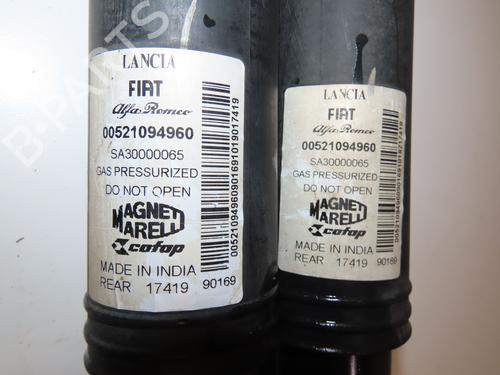 LANCIA
FIAT
Alfa Romeo
00521094960
SA30000065
GAS PRESSURIZED
DO NOT OPEN
MAGNETI
MARELLI
cofap
MADE IN INDIA
REAR 17419 90169
LANCIA
FIAT
Alfa Romeo
00521094960
SA30000065
GAS PRESSURIZED
DO NOT OPEN
MAGNETI
MARELLI
cofap
MADE IN INDIA
REAR 17419 90169